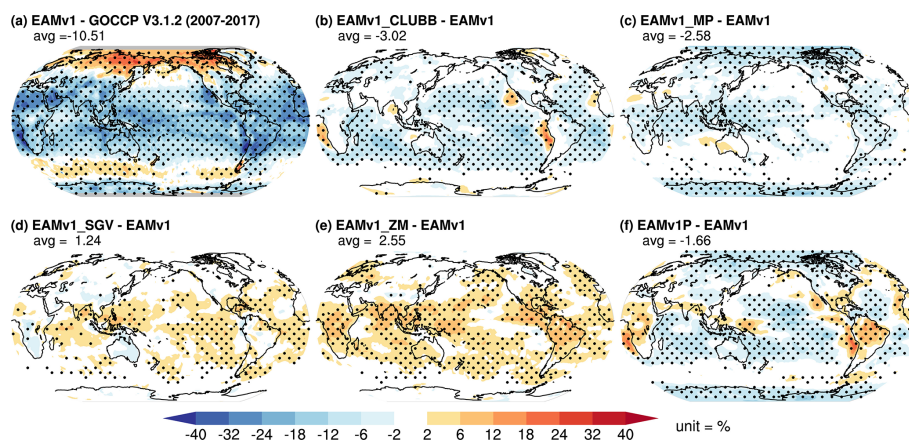 (a) EAMv1 - GOCCP V3.1.2 (2007-2017)
avg =-10.51
(b) EAMv1_CLUBB - EAMv1
avg = -3.02
(c) EAMv1_MP - EAMv1
avg = -2.58
(d) EAMv1_SGV - EAMv1
avg = 1.24
(e) EAMv1_ZM - EAMv1
avg = 2.55
(f) EAMv1P - EAMv1
avg = -1.66
-40 -32 -24 -18 -12 -6 -2 2 6 12 18 24 32 40 unit = %